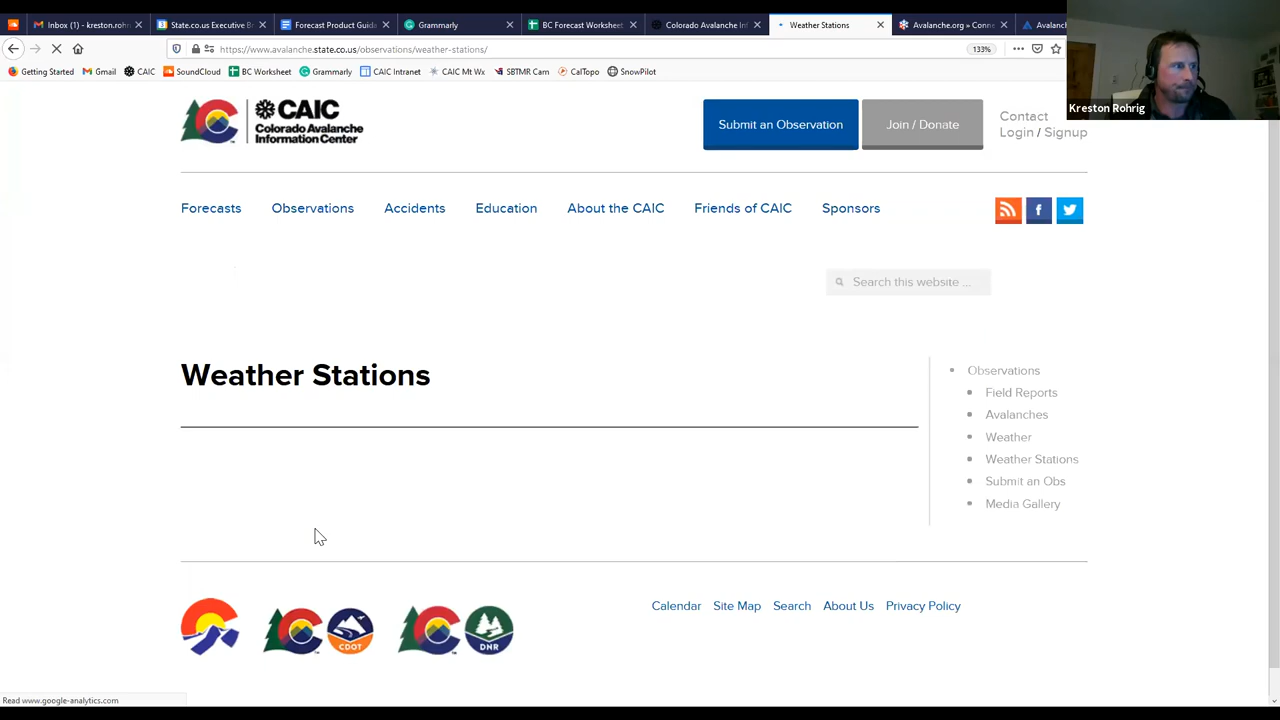 Inbox (1) - kreston.rohr
State.co.us Executive B
Forecast Product Guide
Grammarly
BC Forecast Worksheet
Colorado Avalanche Inf
Weather Stations
Avalanche.org » Conne
Avalanc
https://www.avalanche.state.co.us/observations/weather-stations/
133%
Getting Started
Gmail
CAIC
SoundCloud
BC Worksheet
Grammarly
CAIC Intranet
CAIC Mt Wx
SBTMR Cam
CalTopo
SnowPilot
Kreston Rohrig
CAIC
Colorado Avalanche
Information Center
Submit an Observation
Join / Donate
Contact
Login / Signup
Forecasts
Observations
Accidents
Education
About the CAIC
Friends of CAIC
Sponsors
Search this website ...
Weather Stations
Observations
Field Reports
Avalanches
Weather
Weather Stations
Submit an Obs
Media Gallery
CDOT
DNR
Calendar
Site Map
Search
About Us
Privacy Policy
Read www.google-analytics.com